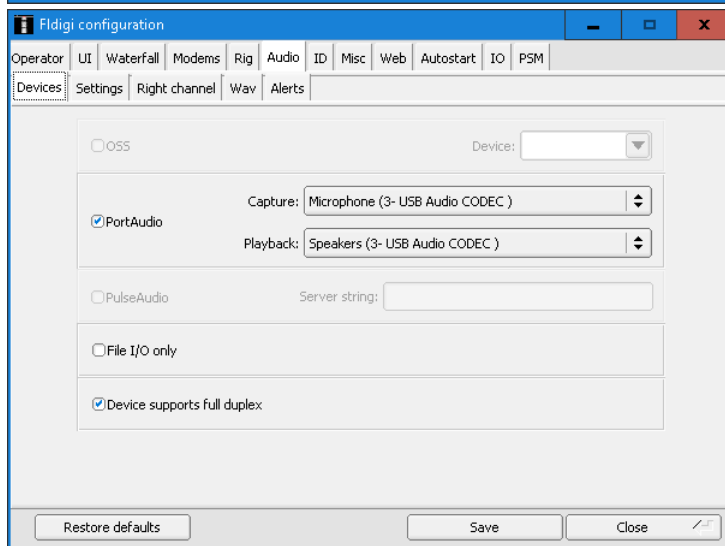 Fldigi configuration
Operator UI Waterfall Modems Rig Audio ID Misc Web Autostart IO PSM
Devices Settings Right channel Wav Alerts
OSS Device:
Capture: Microphone (3- USB Audio CODEC )
PortAudio
Playback: Speakers (3- USB Audio CODEC )
PulseAudio Server string:
File I/O only
Device supports full duplex
Restore defaults Save Close